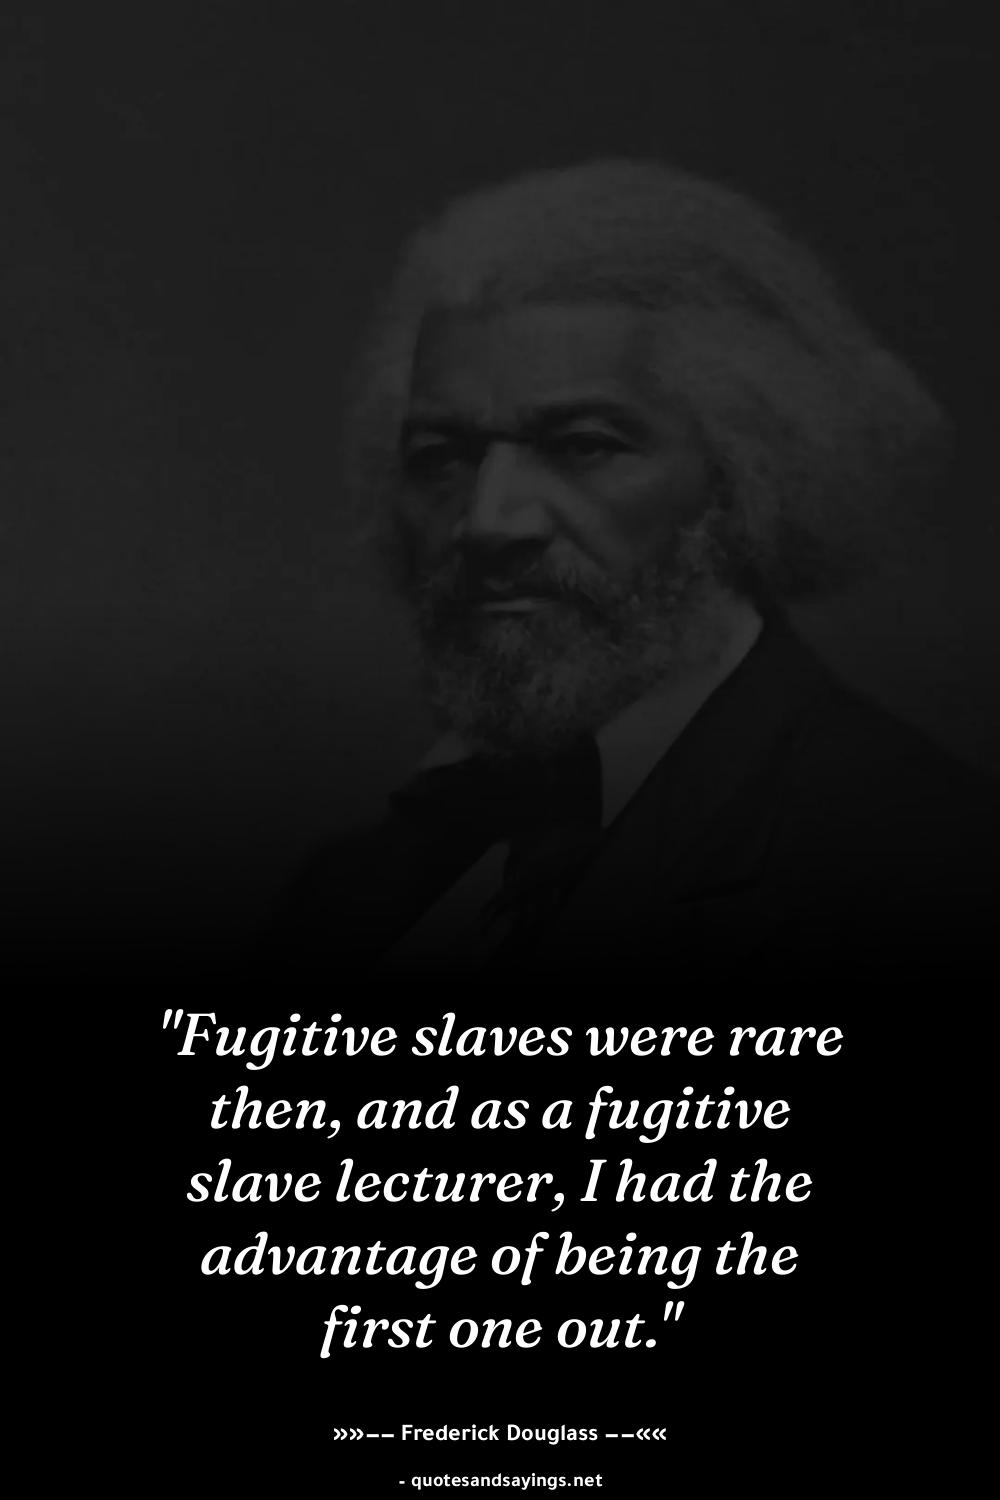 "Fugitive slaves were rare
then, and as a fugitive
slave lecturer, I had the
advantage of being the
first one out."
»»−− Frederick Douglass −−««
- quotesandsayings.net